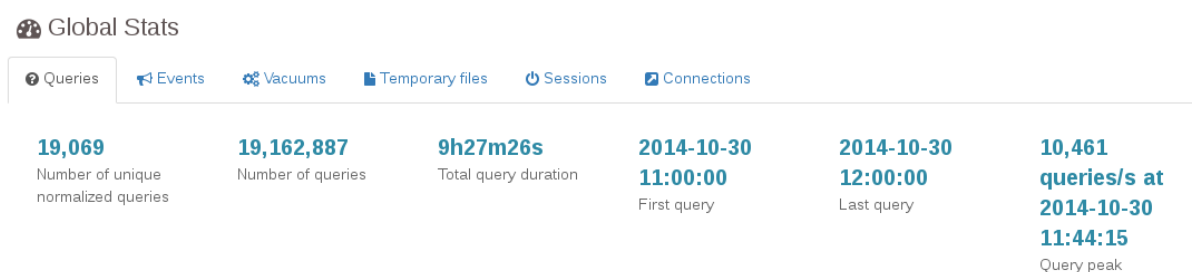 Global Stats
Queries Events Vacuums Temporary files Sessions Connections
19,069
Number of unique
normalized queries
19,162,887
Number of queries
9h27m26s
Total query duration
2014-10-30
11:00:00
First query
2014-10-30
12:00:00
Last query
10,461
queries/s at
2014-10-30
11:44:15
Query peak